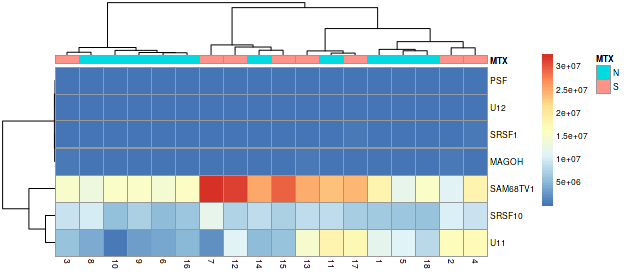 MTX
MTX
N
S
3e+07
2.5e+07
2e+07
1.5e+07
1e+07
5e+06
PSF
U12
SRSF1
MAGOH
SAM68TV1
SRSF10
U11
3 8 10 9 6 16 7 12 14 15 13 11 17 1 5 18 2 4